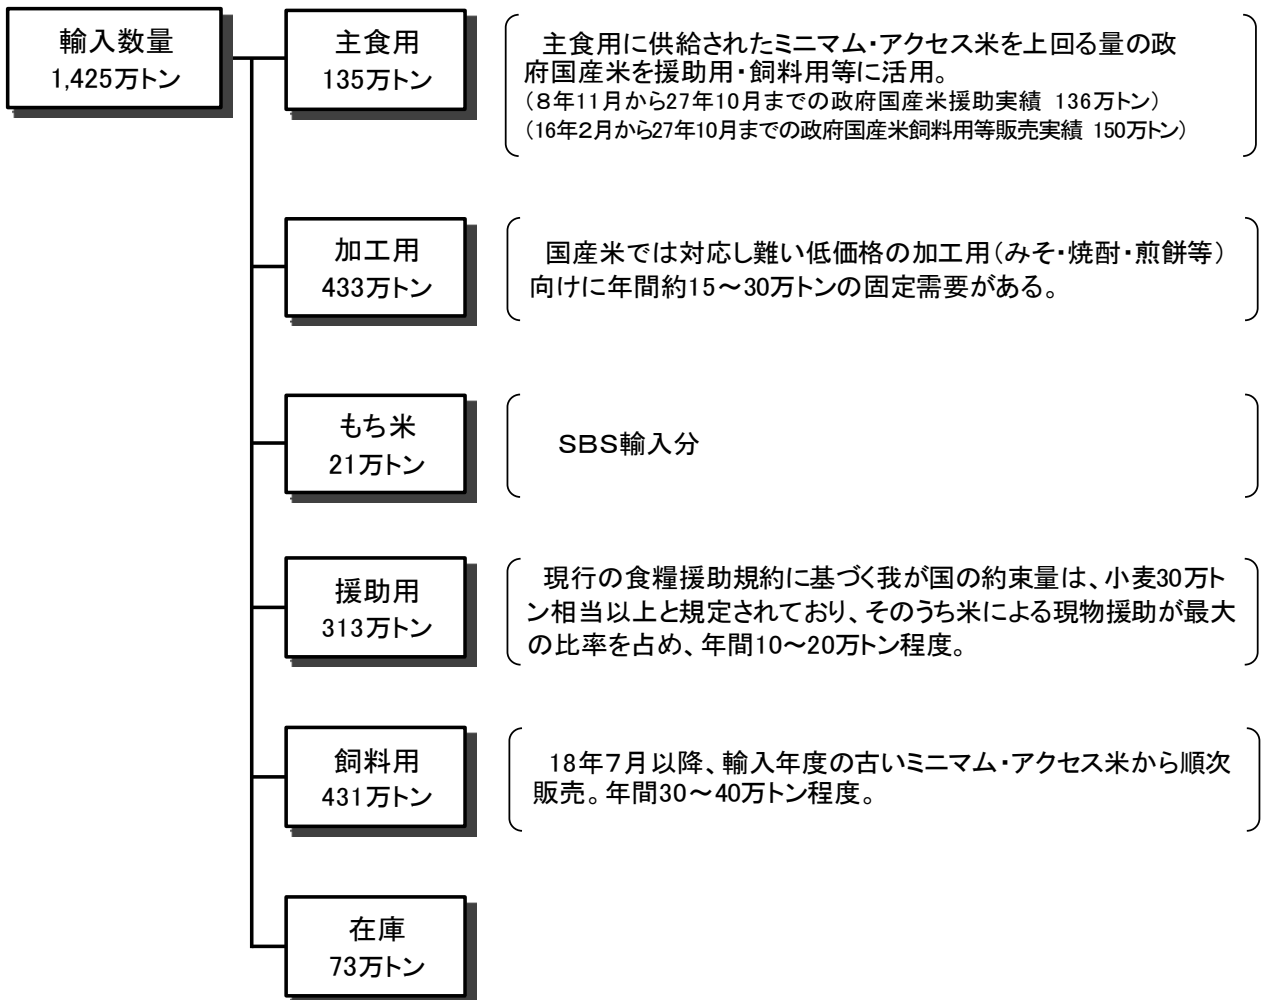 輸入数量
1,425万トン
主食用
135万トン
主食用に供給されたミニマム・アクセス米を上回る量の政
府国産米を援助用・飼料用等に活用。
(8年11月から27年10月までの政府国産米援助実績 136万トン)
(16年2月から27年10月までの政府国産米飼料用等販売実績 150万トン)
加工用
433万トン
国産米では対応し難い低価格の加工用(みそ・焼酎・煎餅等)
向けに年間約15～30万トンの固定需要がある。
もち米
21万トン
ＳＢＳ輸入分
援助用
313万トン
現行の食糧援助規約に基づく我が国の約束量は、小麦30万ト
ン相当以上と規定されており、そのうち米による現物援助が最大
の比率を占め、年間10～20万トン程度。
飼料用
431万トン
18年7月以降、輸入年度の古いミニマム・アクセス米から順次
販売。年間30～40万トン程度。
在庫
73万トン